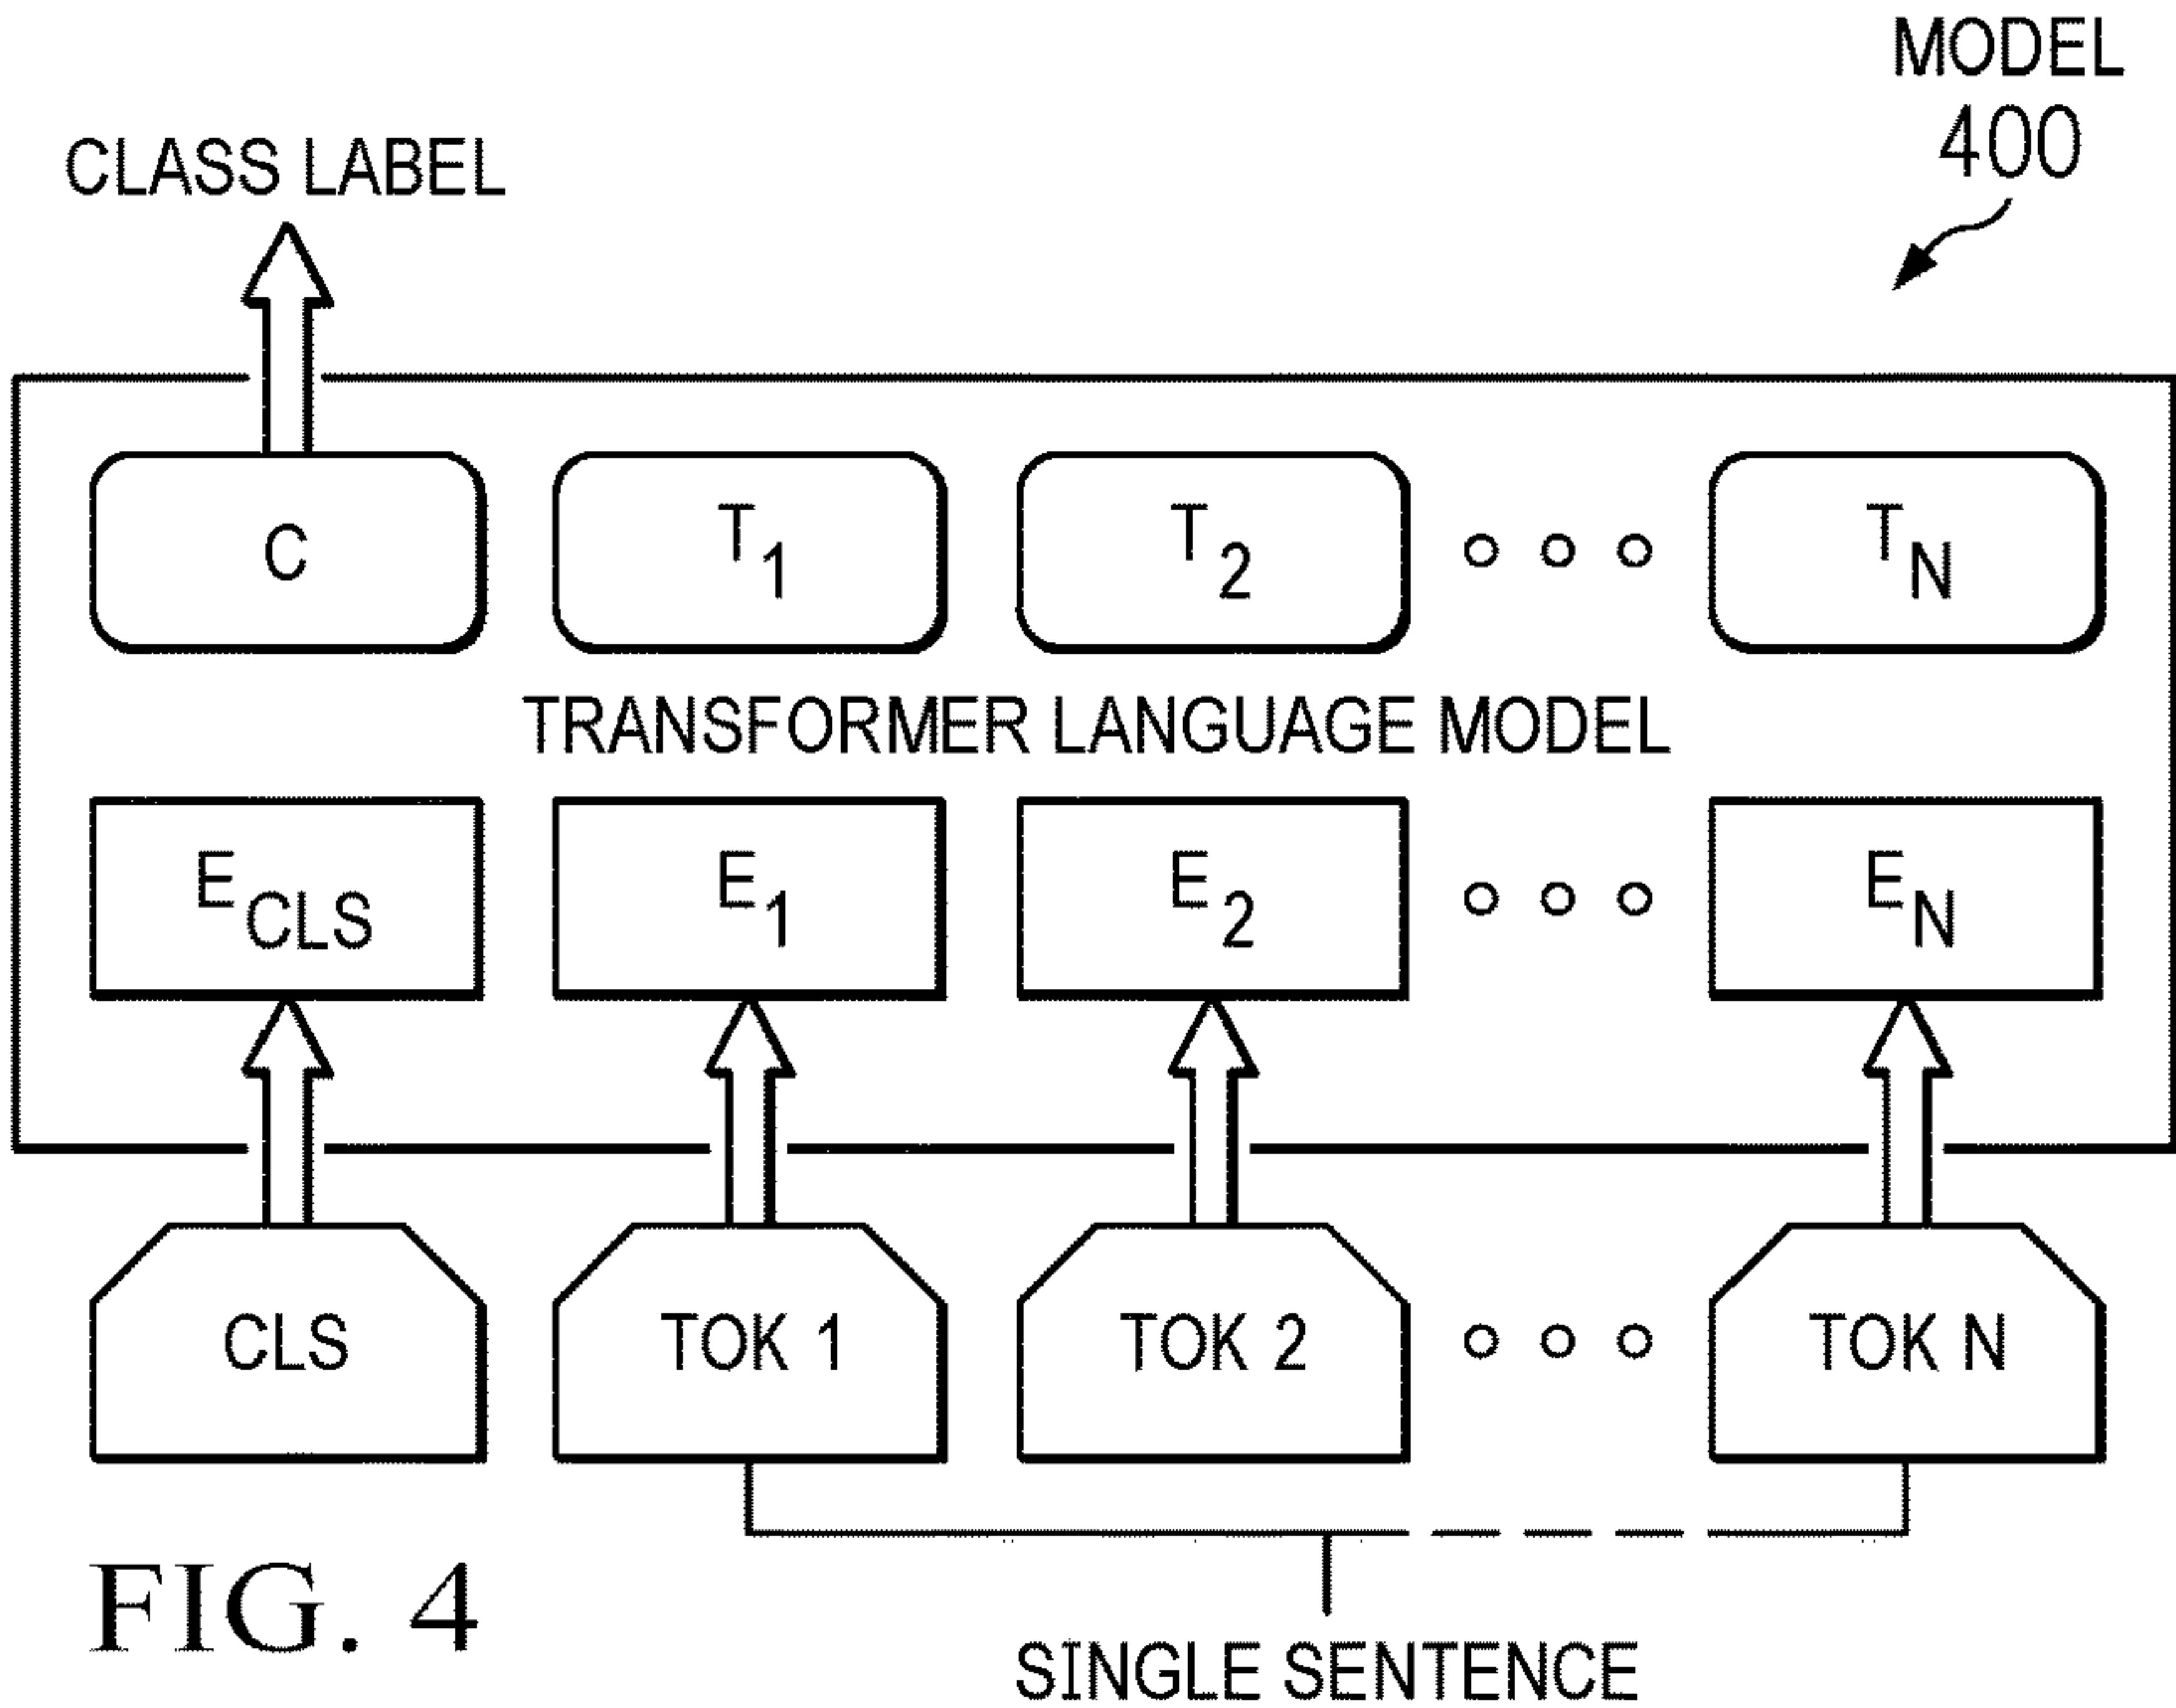 MODEL
400
CLASS LABEL
C T1 T2 TN
TRANSFORMER LANGUAGE MODEL
ECLS E1 E2 EN
CLS TOK 1 TOK 2 TOK N
FIG. 4
SINGLE SENTENCE